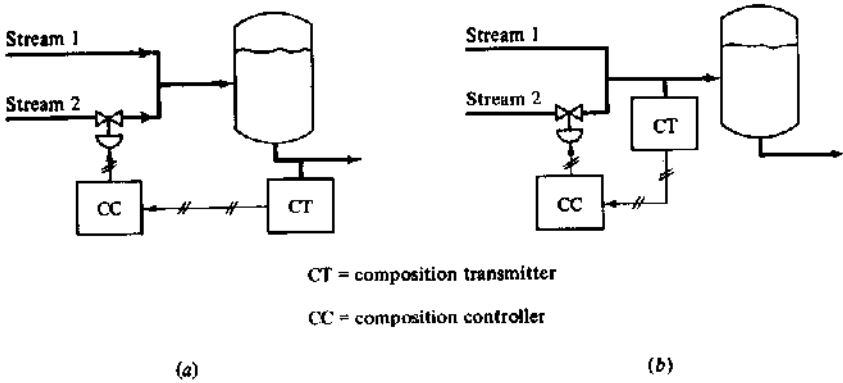 Stream 1
Stream 2
CC
CT
(a)
Stream 1
Stream 2
CT
CC
(b)
CT = composition transmitter
CC = composition controller